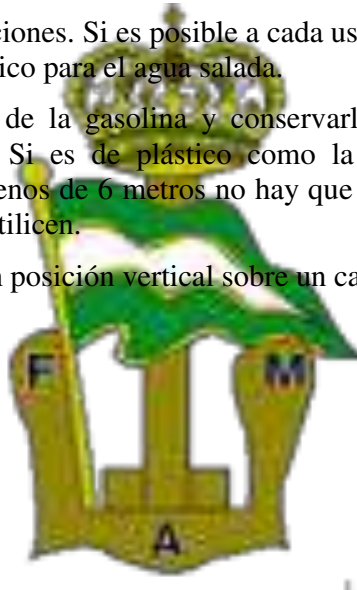 ciones. Si es posible a cada us
ico para el agua salada.
de la gasolina y conservarl
Si es de plástico como la
enos de 6 metros no hay que
tilicen.
n posición vertical sobre un ca
F M
A